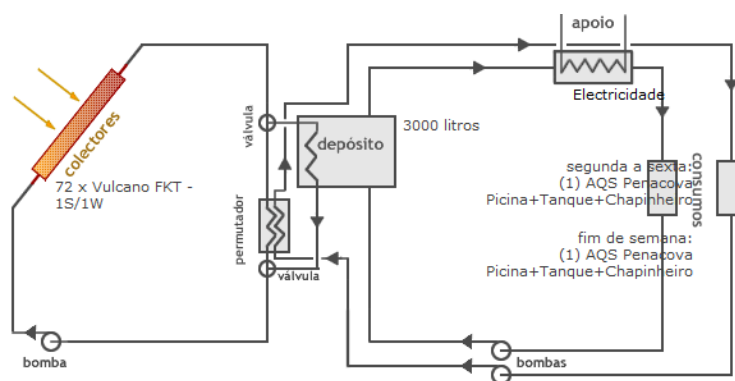 apoio
Electricidade
válvula
depósito
3000 litros
colectores
72 x Vulcano FKT -
1S/1W
permutador
válvula
segunda a sexta:
(1) AQS Penacova
Picina+Tanque+Chapinheiro
consumos
fim de semana:
(1) AQS Penacova
Picina+Tanque+Chapinheiro
bomba
bombas